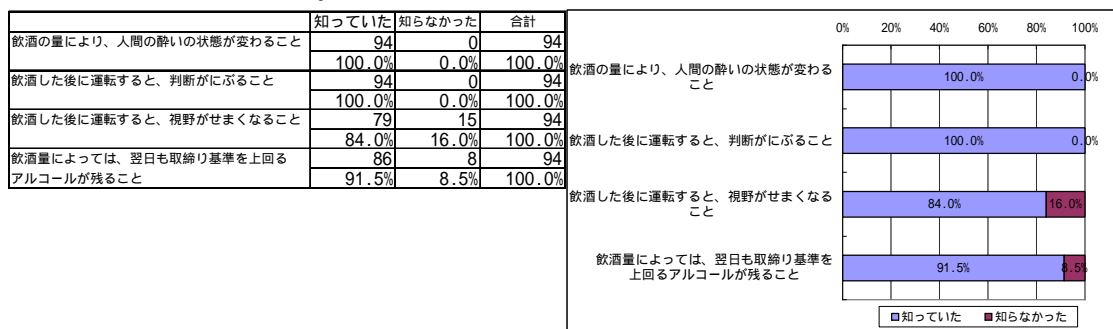 知っていた 知らなかった 合計
飲酒の量により、人間の酔いの状態が変わること 94 0 94
100.0% 0.0% 100.0%
飲酒した後に運転すると、判断がにぶること 94 0 94
100.0% 0.0% 100.0%
飲酒した後に運転すると、視野がせまくなること 79 15 94
84.0% 16.0% 100.0%
飲酒量によっては、翌日も取締り基準を上回る 86 8 94
アルコールが残ること 91.5% 8.5% 100.0%
0% 20% 40% 60% 80% 100%
飲酒の量により、人間の酔いの状態が変わる
こと
100.0% 0.0%
飲酒した後に運転すると、判断がにぶること
100.0% 0.0%
飲酒した後に運転すると、視野がせまくなる
こと
84.0% 16.0%
飲酒量によっては、翌日も取締り基準を
上回るアルコールが残ること
91.5% 8.5%
知っていた 知らなかった